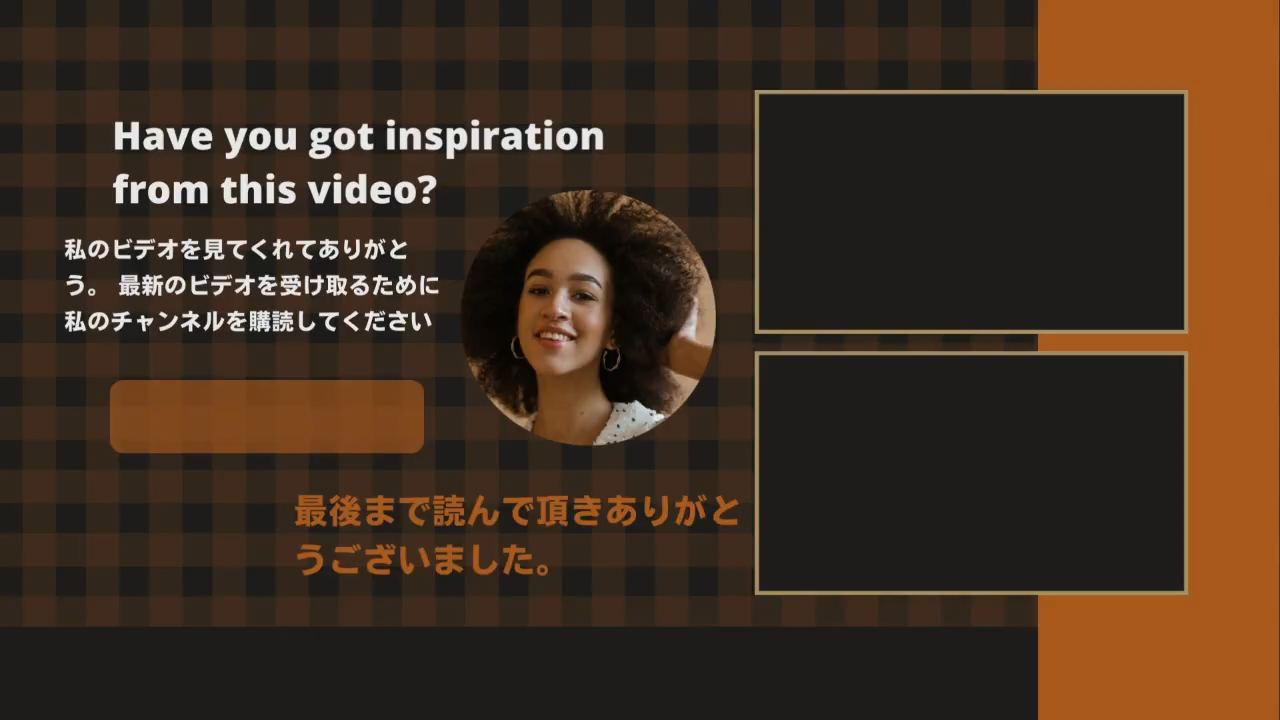 Have you got inspiration
from this video?
私のビデオを見てくれてありがと
う。 最新のビデオを受け取るために
私のチャンネルを購読してください
最後まで読んで頂きありがと
うございました。